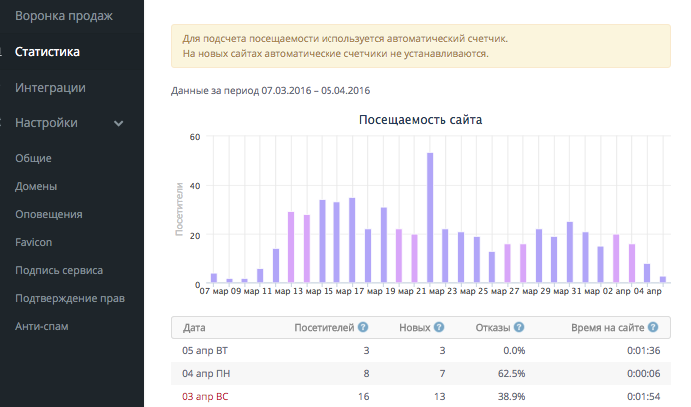 Воронка продаж
Статистика
Интеграции
Настройки
Общие
Домены
Оповещения
Favicon
Подпись сервиса
Подтверждение прав
Анти-спам
Для подсчета посещаемости используется автоматический счетчик.
На новых сайтах автоматические счетчики не устанавливаются.
Данные за период 07.03.2016 – 05.04.2016
Посещаемость сайта
Посетители
60
40
20
0
07 мар 09 мар 11 мар 13 мар 15 мар 17 мар 19 мар 21 мар 23 мар 25 мар 27 мар 29 мар 31 мар 02 апр 04 апр
Дата Посетителей ? Новых ? Отказы ? Время на сайте ?
05 апр ВТ 3 3 0.0% 0:01:36
04 апр ПН 8 7 62.5% 0:00:06
03 апр ВС 16 13 38.9% 0:01:54